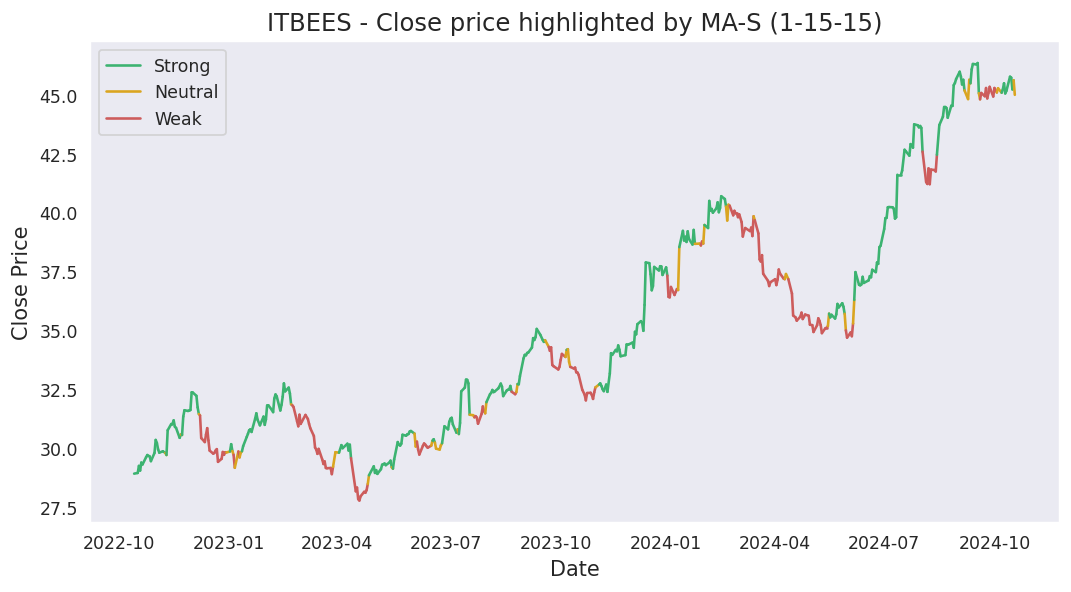 ITBEES - Close price highlighted by MA-S (1-15-15)
Strong
Neutral
Weak
Close Price
45.0
42.5
40.0
37.5
35.0
32.5
30.0
27.5
2022-10 2023-01 2023-04 2023-07 2023-10 2024-01 2024-04 2024-07 2024-10
Date